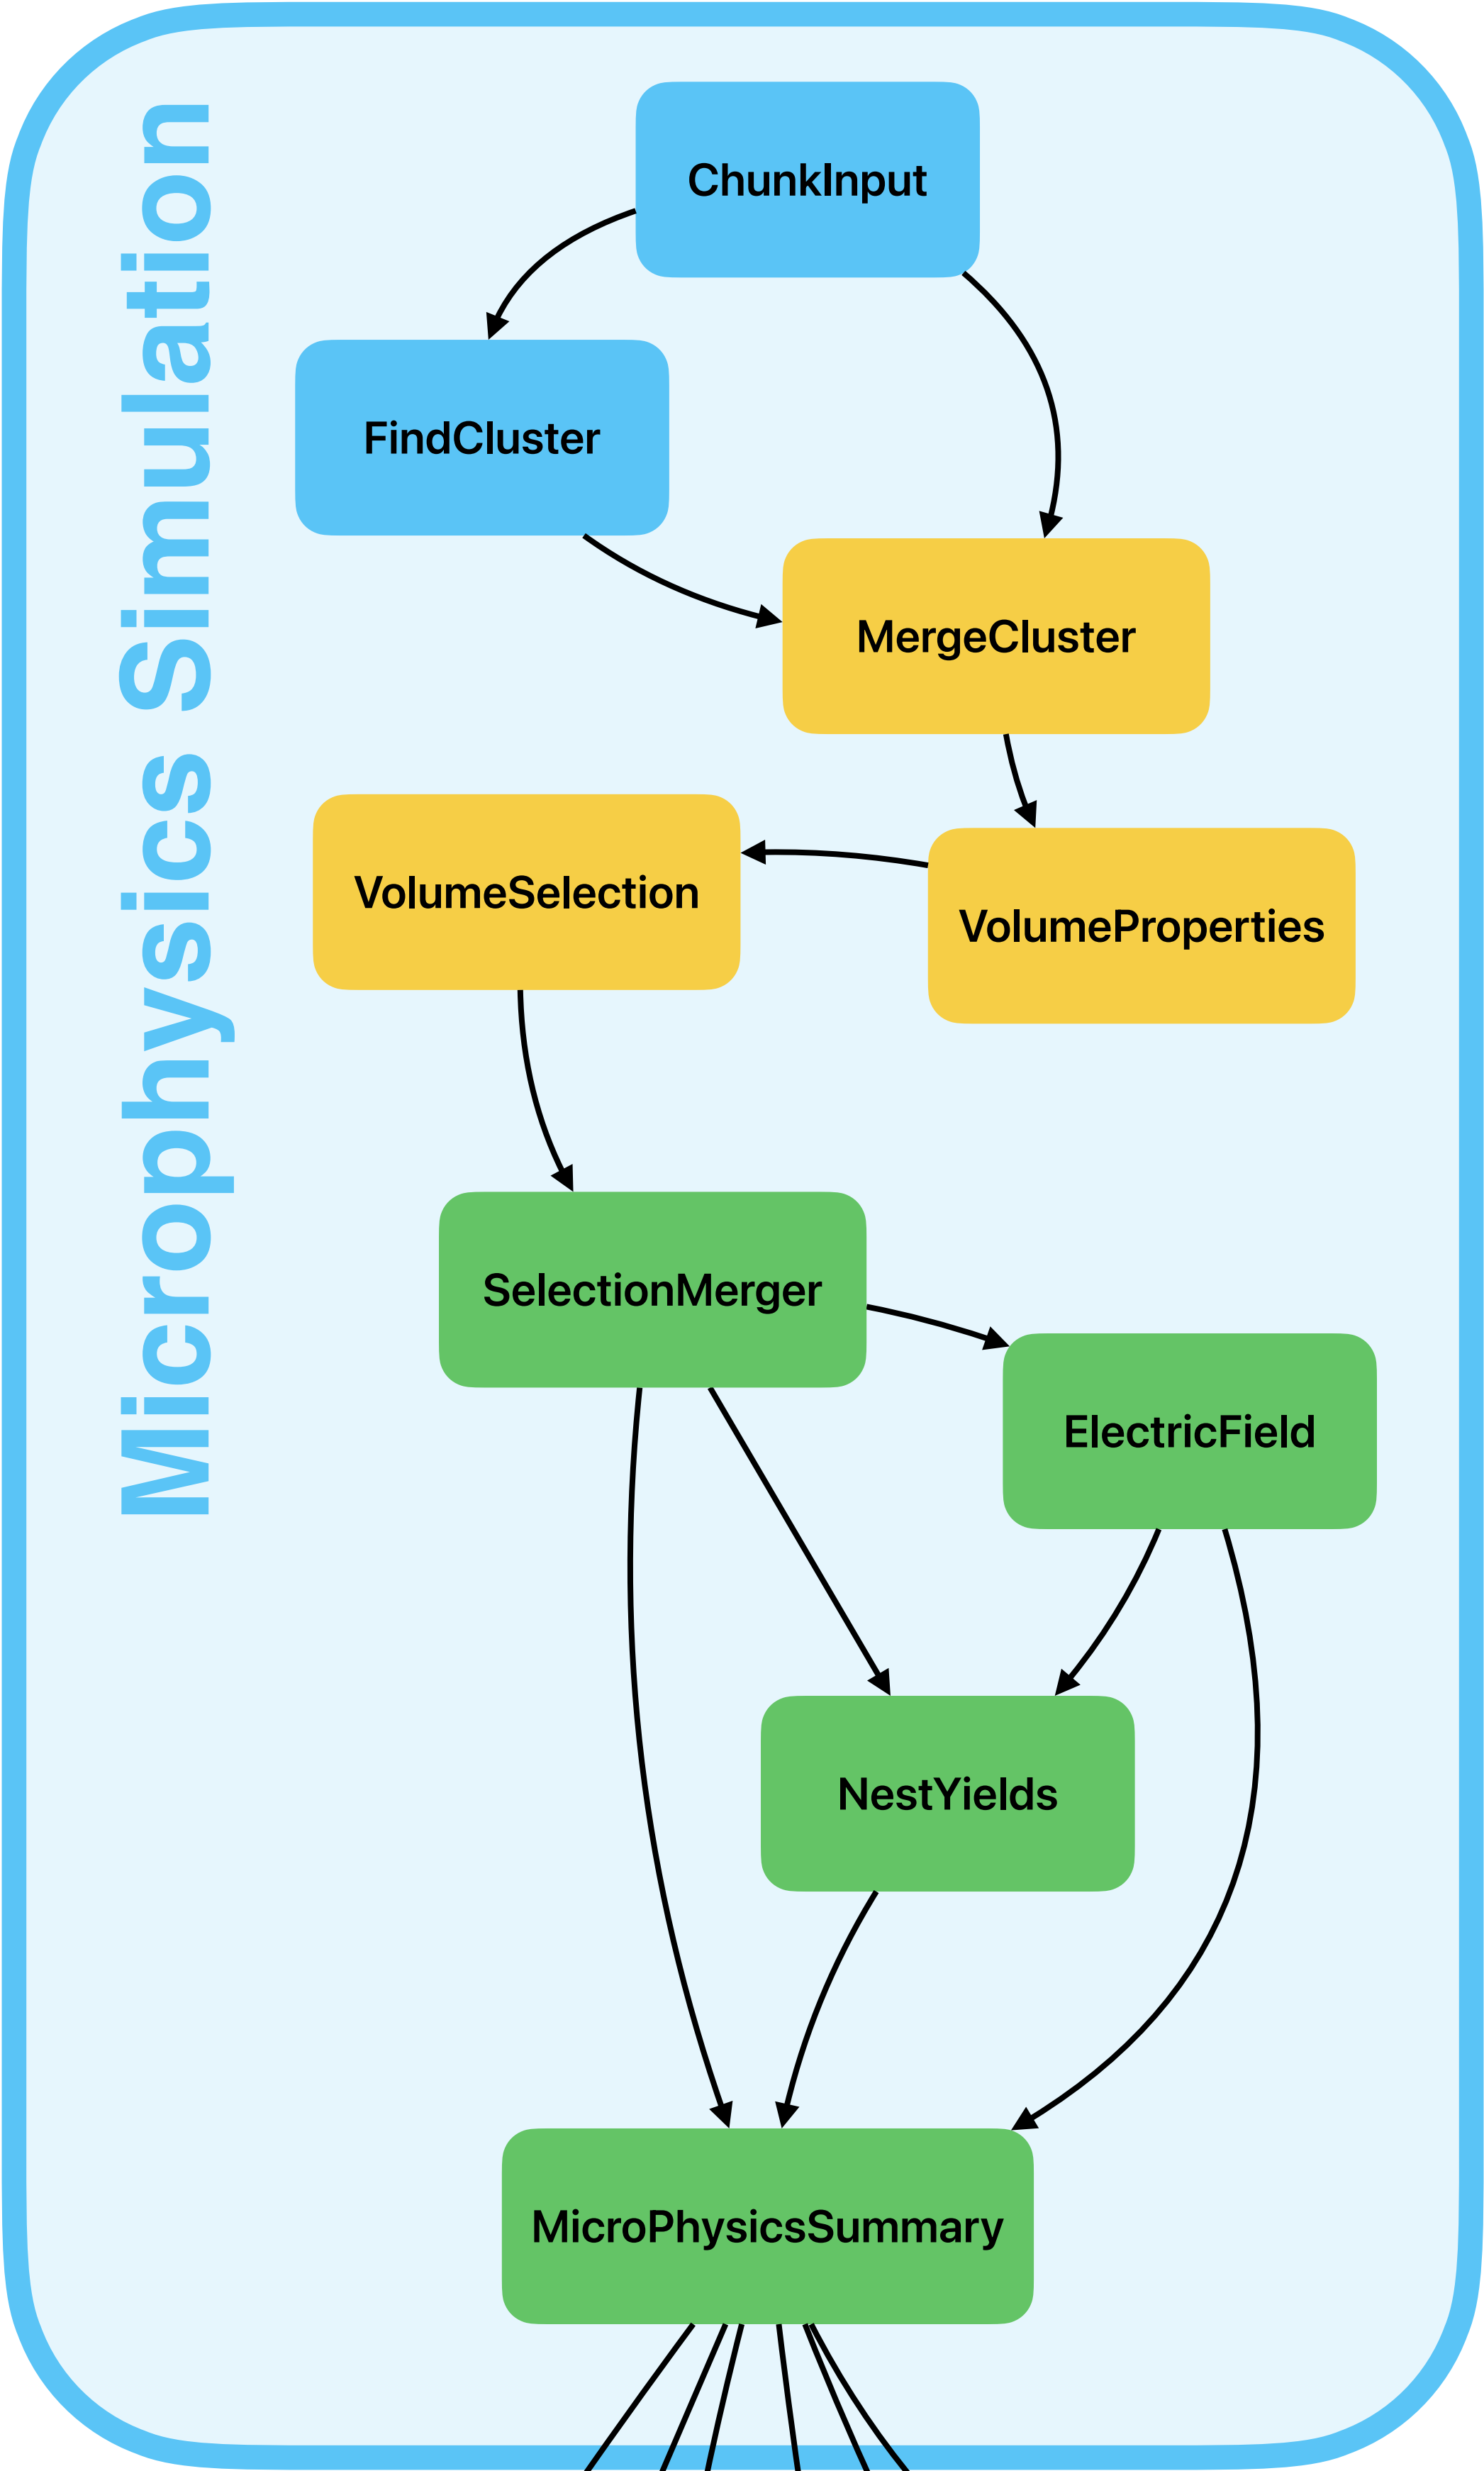 Microphysics Simulation
ChunkInput
FindCluster
MergeCluster
VolumeSelection
VolumeProperties
SelectionMerger
ElectricField
NestYields
MicroPhysicsSummary